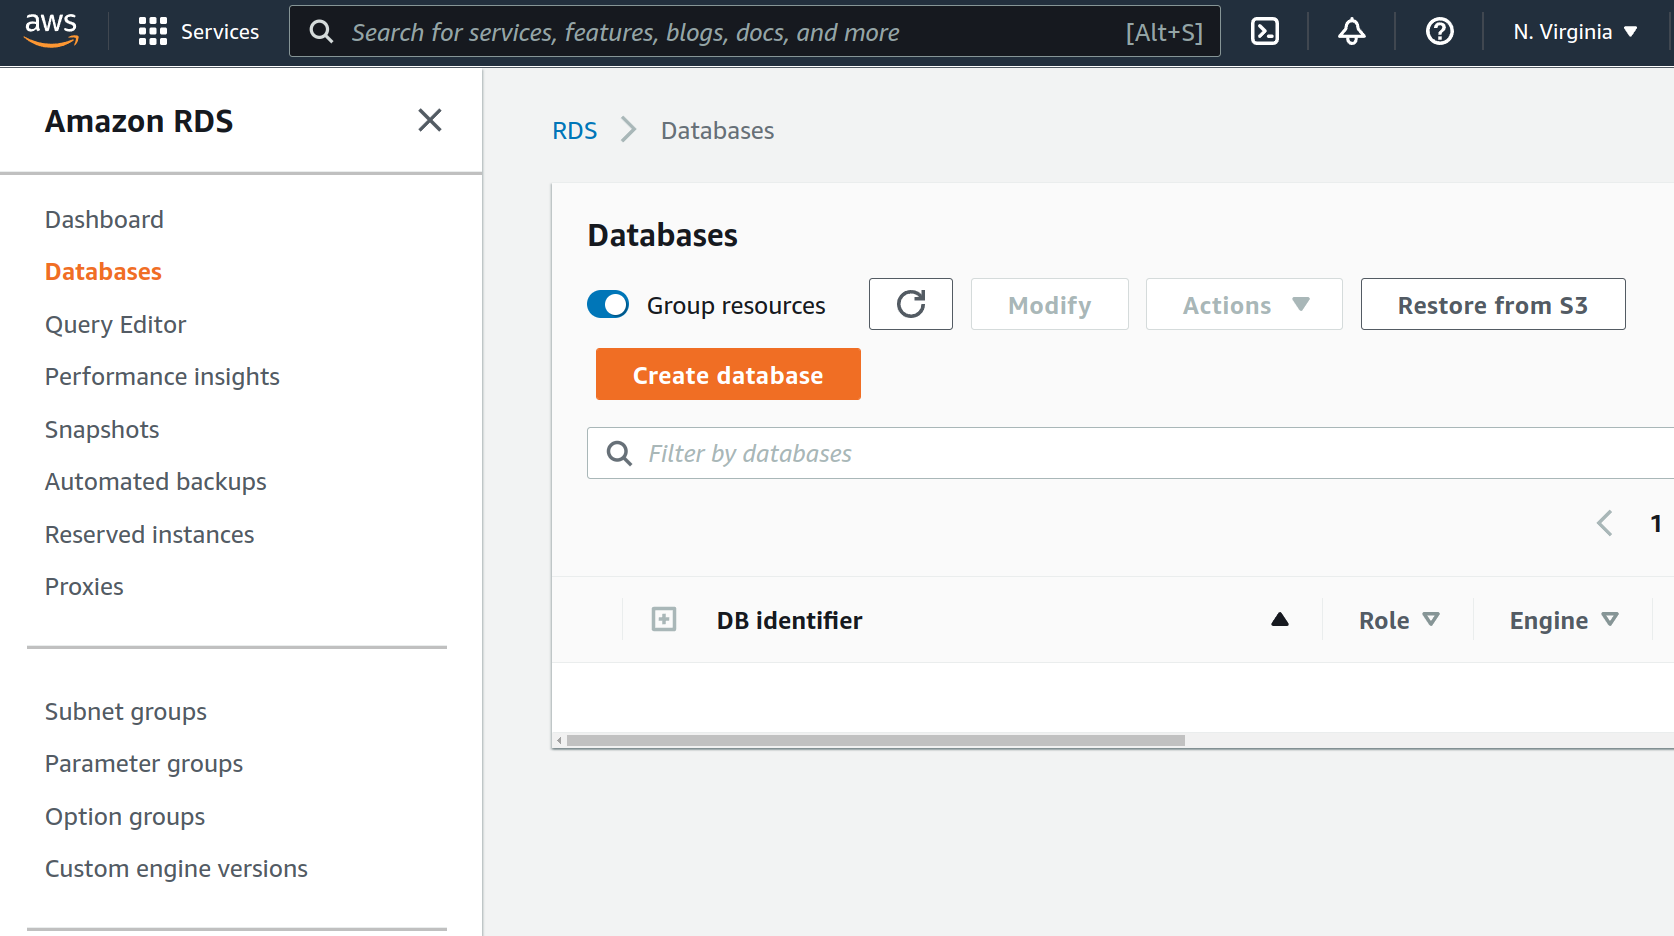 aws Services Search for services, features, blogs, docs, and more [Alt+S] N. Virginia
Amazon RDS
Dashboard
Databases
Query Editor
Performance insights
Snapshots
Automated backups
Reserved instances
Proxies
Subnet groups
Parameter groups
Option groups
Custom engine versions
RDS Databases
Databases
Group resources Modify Actions Restore from S3
Create database
Filter by databases
1
DB identifier Role Engine